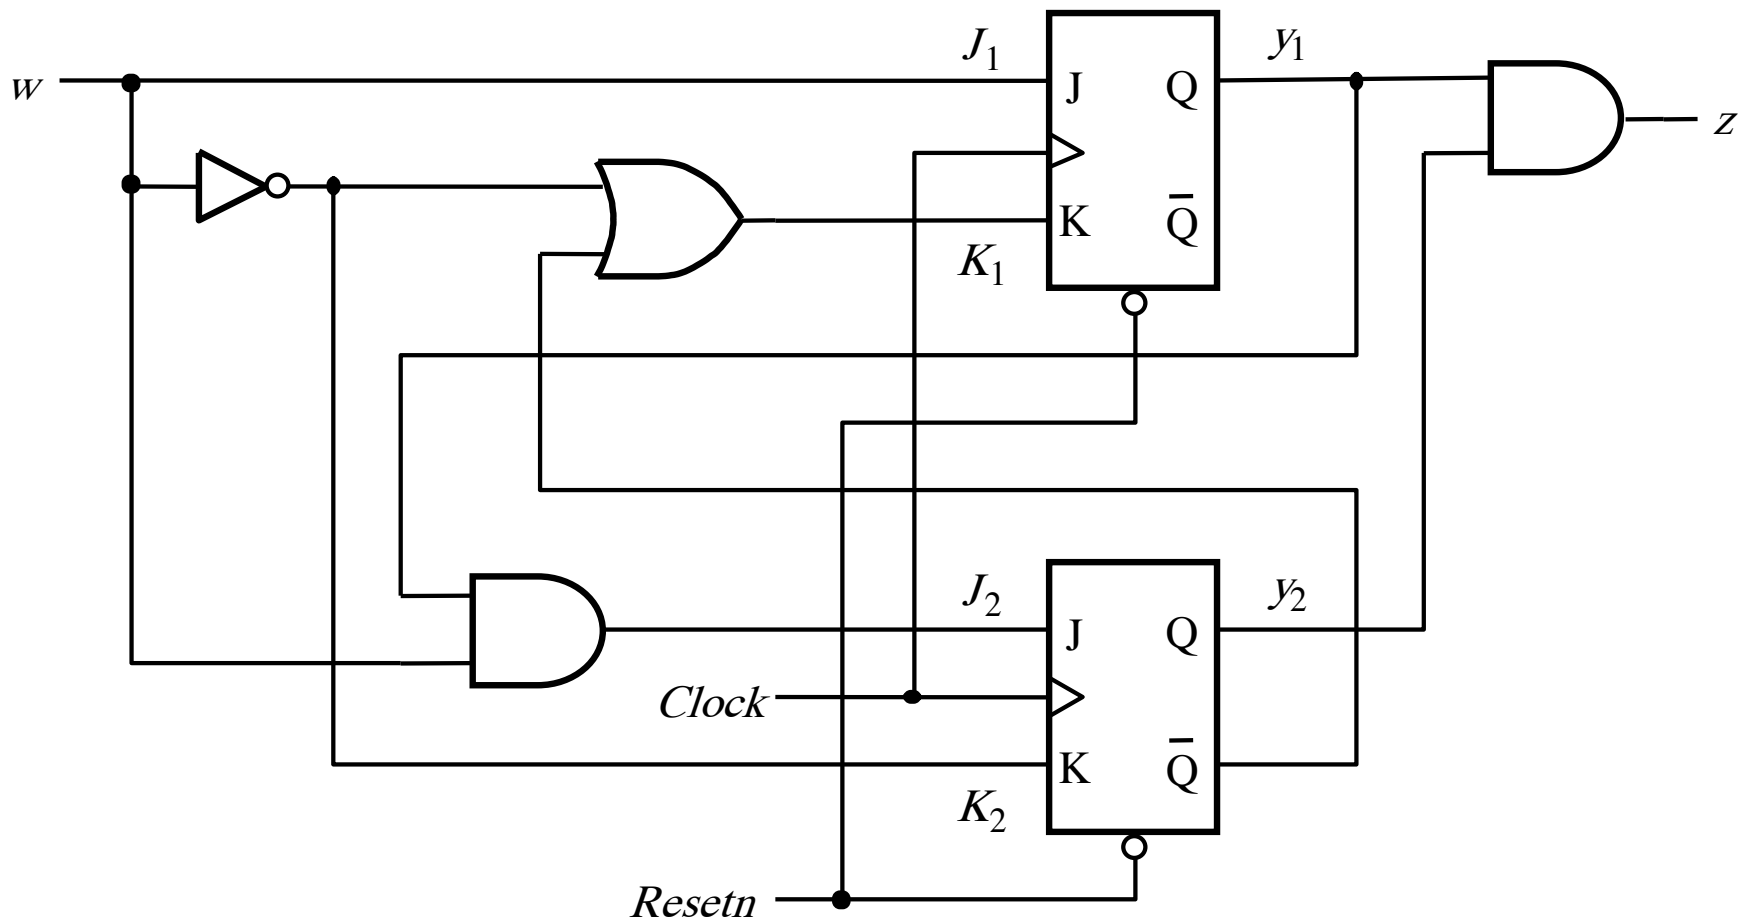 J₁
y₁
w
J
Q
z
K
Q̅
K₁
J₂
y₂
J
Q
Clock
K
Q̅
K₂
Resetn